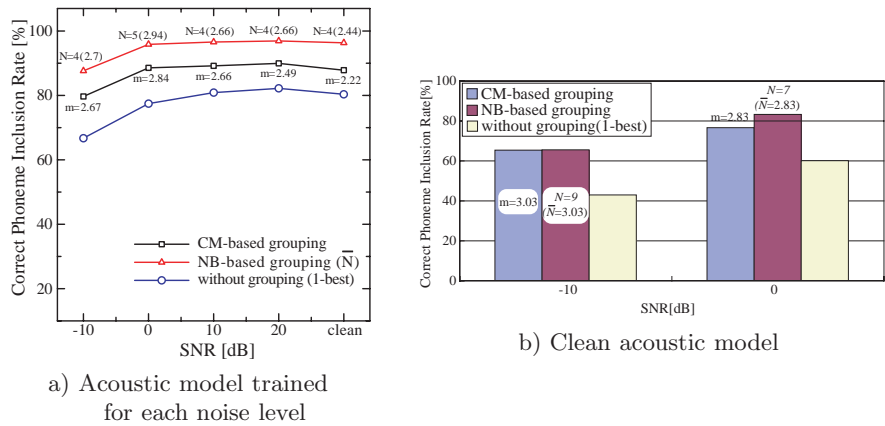 Correct Phoneme Inclusion Rate [%]
100
80
60
40
20
N=4(2.7)
N=5(2.94)
N=4(2.66)
N=4(2.66)
N=4(2.44)
m=2.67
m=2.84
m=2.66
m=2.49
m=2.22
CM-based grouping
NB-based grouping (N̄)
without grouping (1-best)
-10
0
10
20
clean
SNR [dB]
a) Acoustic model trained
for each noise level
Correct Phoneme Inclusion Rate[%]
100
80
60
40
20
0
CM-based grouping
NB-based grouping
without grouping(1-best)
m=3.03
N=9
(N̄=3.03)
m=2.83
N=7
(N̄=2.83)
-10
0
SNR[dB]
b) Clean acoustic model